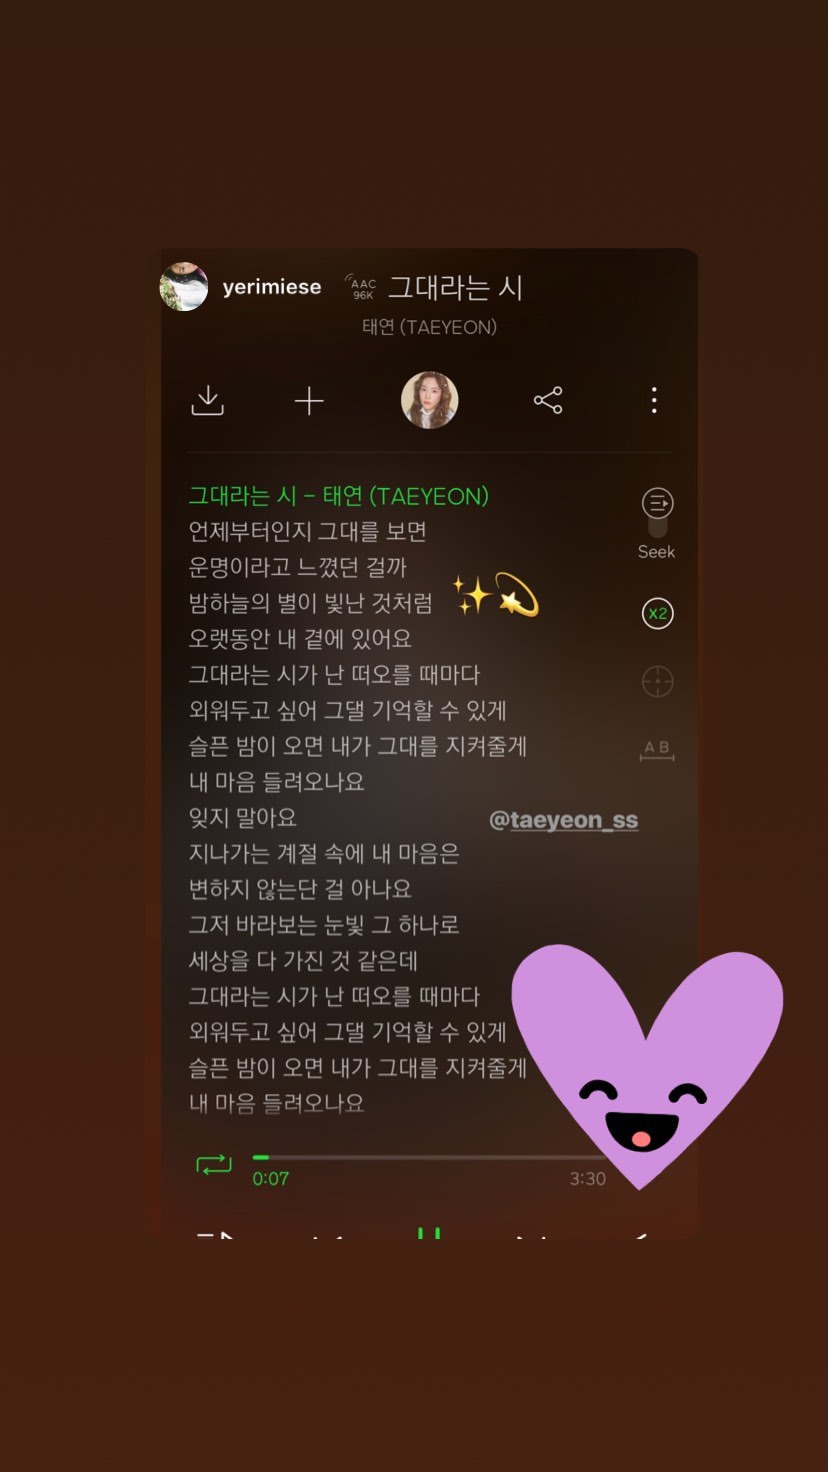 yerimiese
AAC
96K
그대라는 시
태연 (TAEYEON)
그대라는 시 - 태연 (TAEYEON)
언제부터인지 그대를 보면
운명이라고 느꼈던 걸까
밤하늘의 별이 빛난 것처럼
오랫동안 내 곁에 있어요
그대라는 시가 난 떠오를 때마다
외워두고 싶어 그댈 기억할 수 있게
슬픈 밤이 오면 내가 그대를 지켜줄게
내 마음 들려오나요
잊지 말아요
지나가는 계절 속에 내 마음은
변하지 않는단 걸 아나요
그저 바라보는 눈빛 그 하나로
세상을 다 가진 것 같은데
그대라는 시가 난 떠오를 때마다
외워두고 싶어 그댈 기억할 수 있게
슬픈 밤이 오면 내가 그대를 지켜줄게
내 마음 들려오나요
Seek
X2
A B
@taeyeon_ss
0:07
3:30